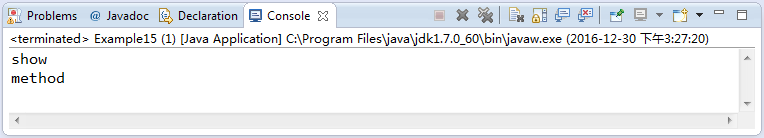 Problems @ Javadoc Declaration Console
<terminated> Example15 (1) [Java Application] C:\Program Files\java\jdk1.7.0_60\bin\javaw.exe (2016-12-30 下午3:27:20)
show
method